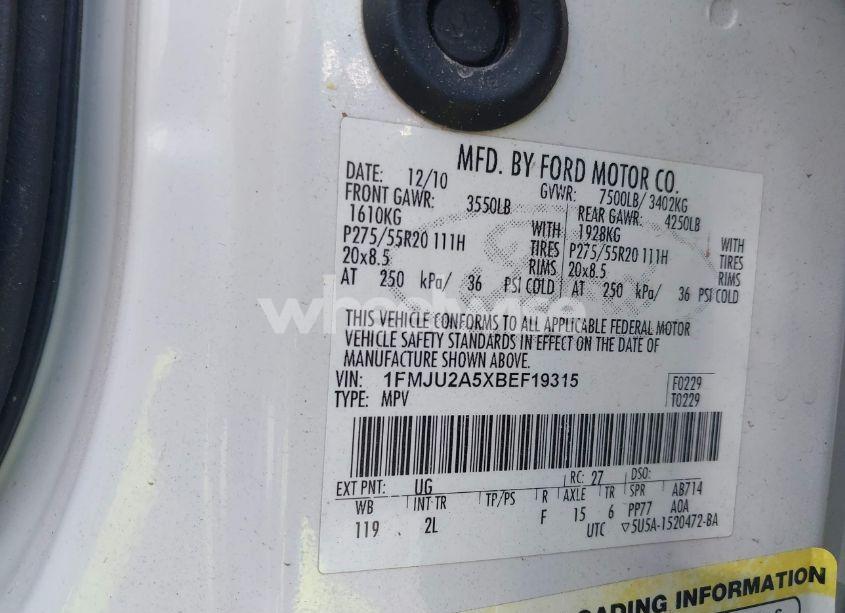 MFD. BY FORD MOTOR CO.
DATE: 12/10 GVWR: 7500LB/ 3402KG
FRONT GAWR: 3550LB REAR GAWR: 4250LB
1610KG WITH 1928KG WITH
P275/55R20 111H TIRES P275/55R20 111H TIRES
20x8.5 RIMS 20x8.5 RIMS
AT 250 kPa/ 36 PSI COLD AT 250 kPa/ 36 PSI COLD
THIS VEHICLE CONFORMS TO ALL APPLICABLE FEDERAL MOTOR
VEHICLE SAFETY STANDARDS IN EFFECT ON THE DATE OF
MANUFACTURE SHOWN ABOVE.
VIN: 1FMJU2A5XBEF19315 F0229
TYPE: MPV T0229
EXT PNT: UG RC: 27 DSO:
WB INT TR TP/PS R AXLE TR SPR AB714
119 2L F 15 6 PP77 A0A
UTC ▽5U5A-1520472-BA
LOADING INFORMATION